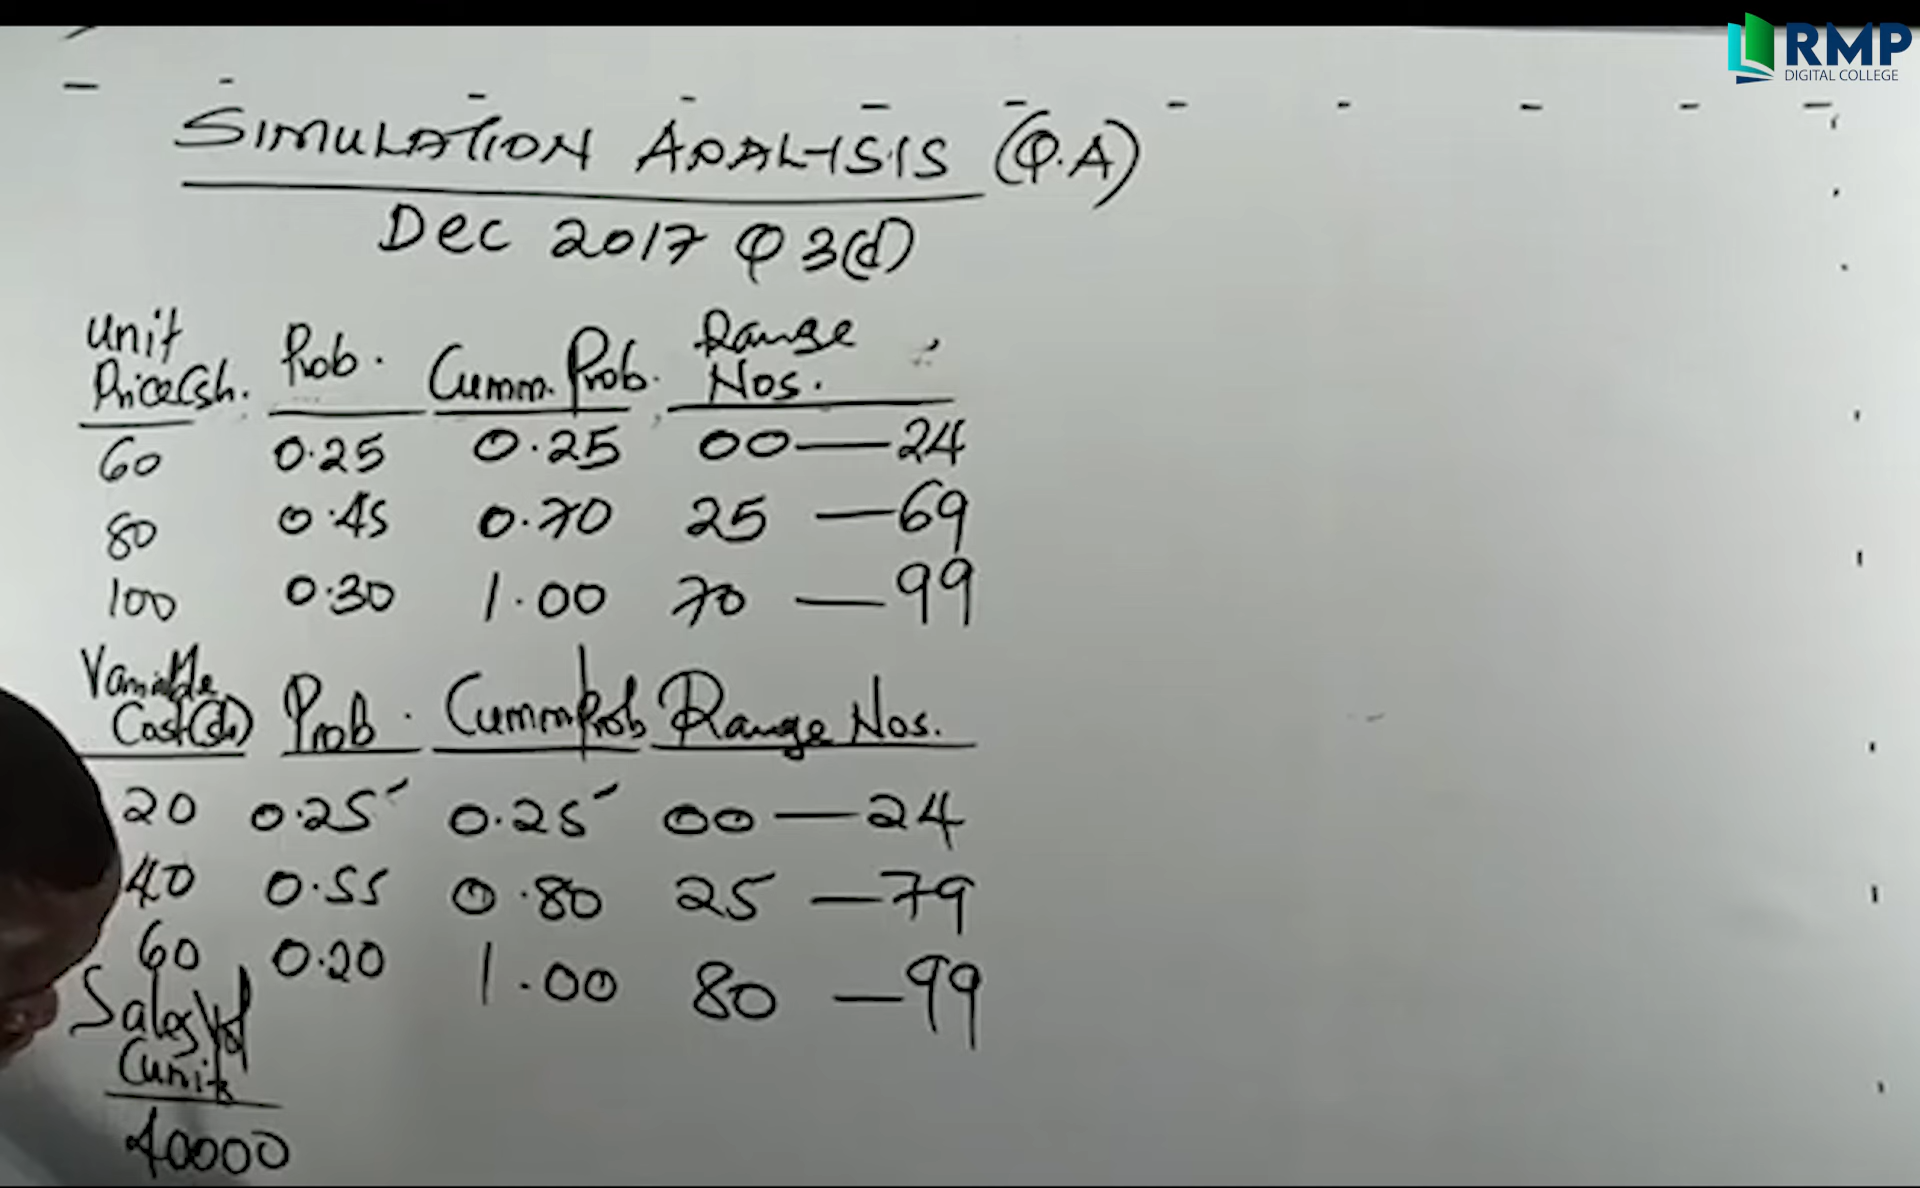 RMP
DIGITAL COLLEGE
SIMULATION ANALYSIS (Q.A)
Dec 2017 Q 3(d)
Unit Price(sh. Prob. Cumm. Prob. Range Nos.
60 0.25 0.25 00—24
80 0.45 0.70 25—69
100 0.30 1.00 70—99
Variable Cost(sh) Prob. Cumm Prob Range Nos.
20 0.25 0.25 00—24
40 0.55 0.80 25—79
60 0.20 1.00 80—99
Sales Vol
(units
40000